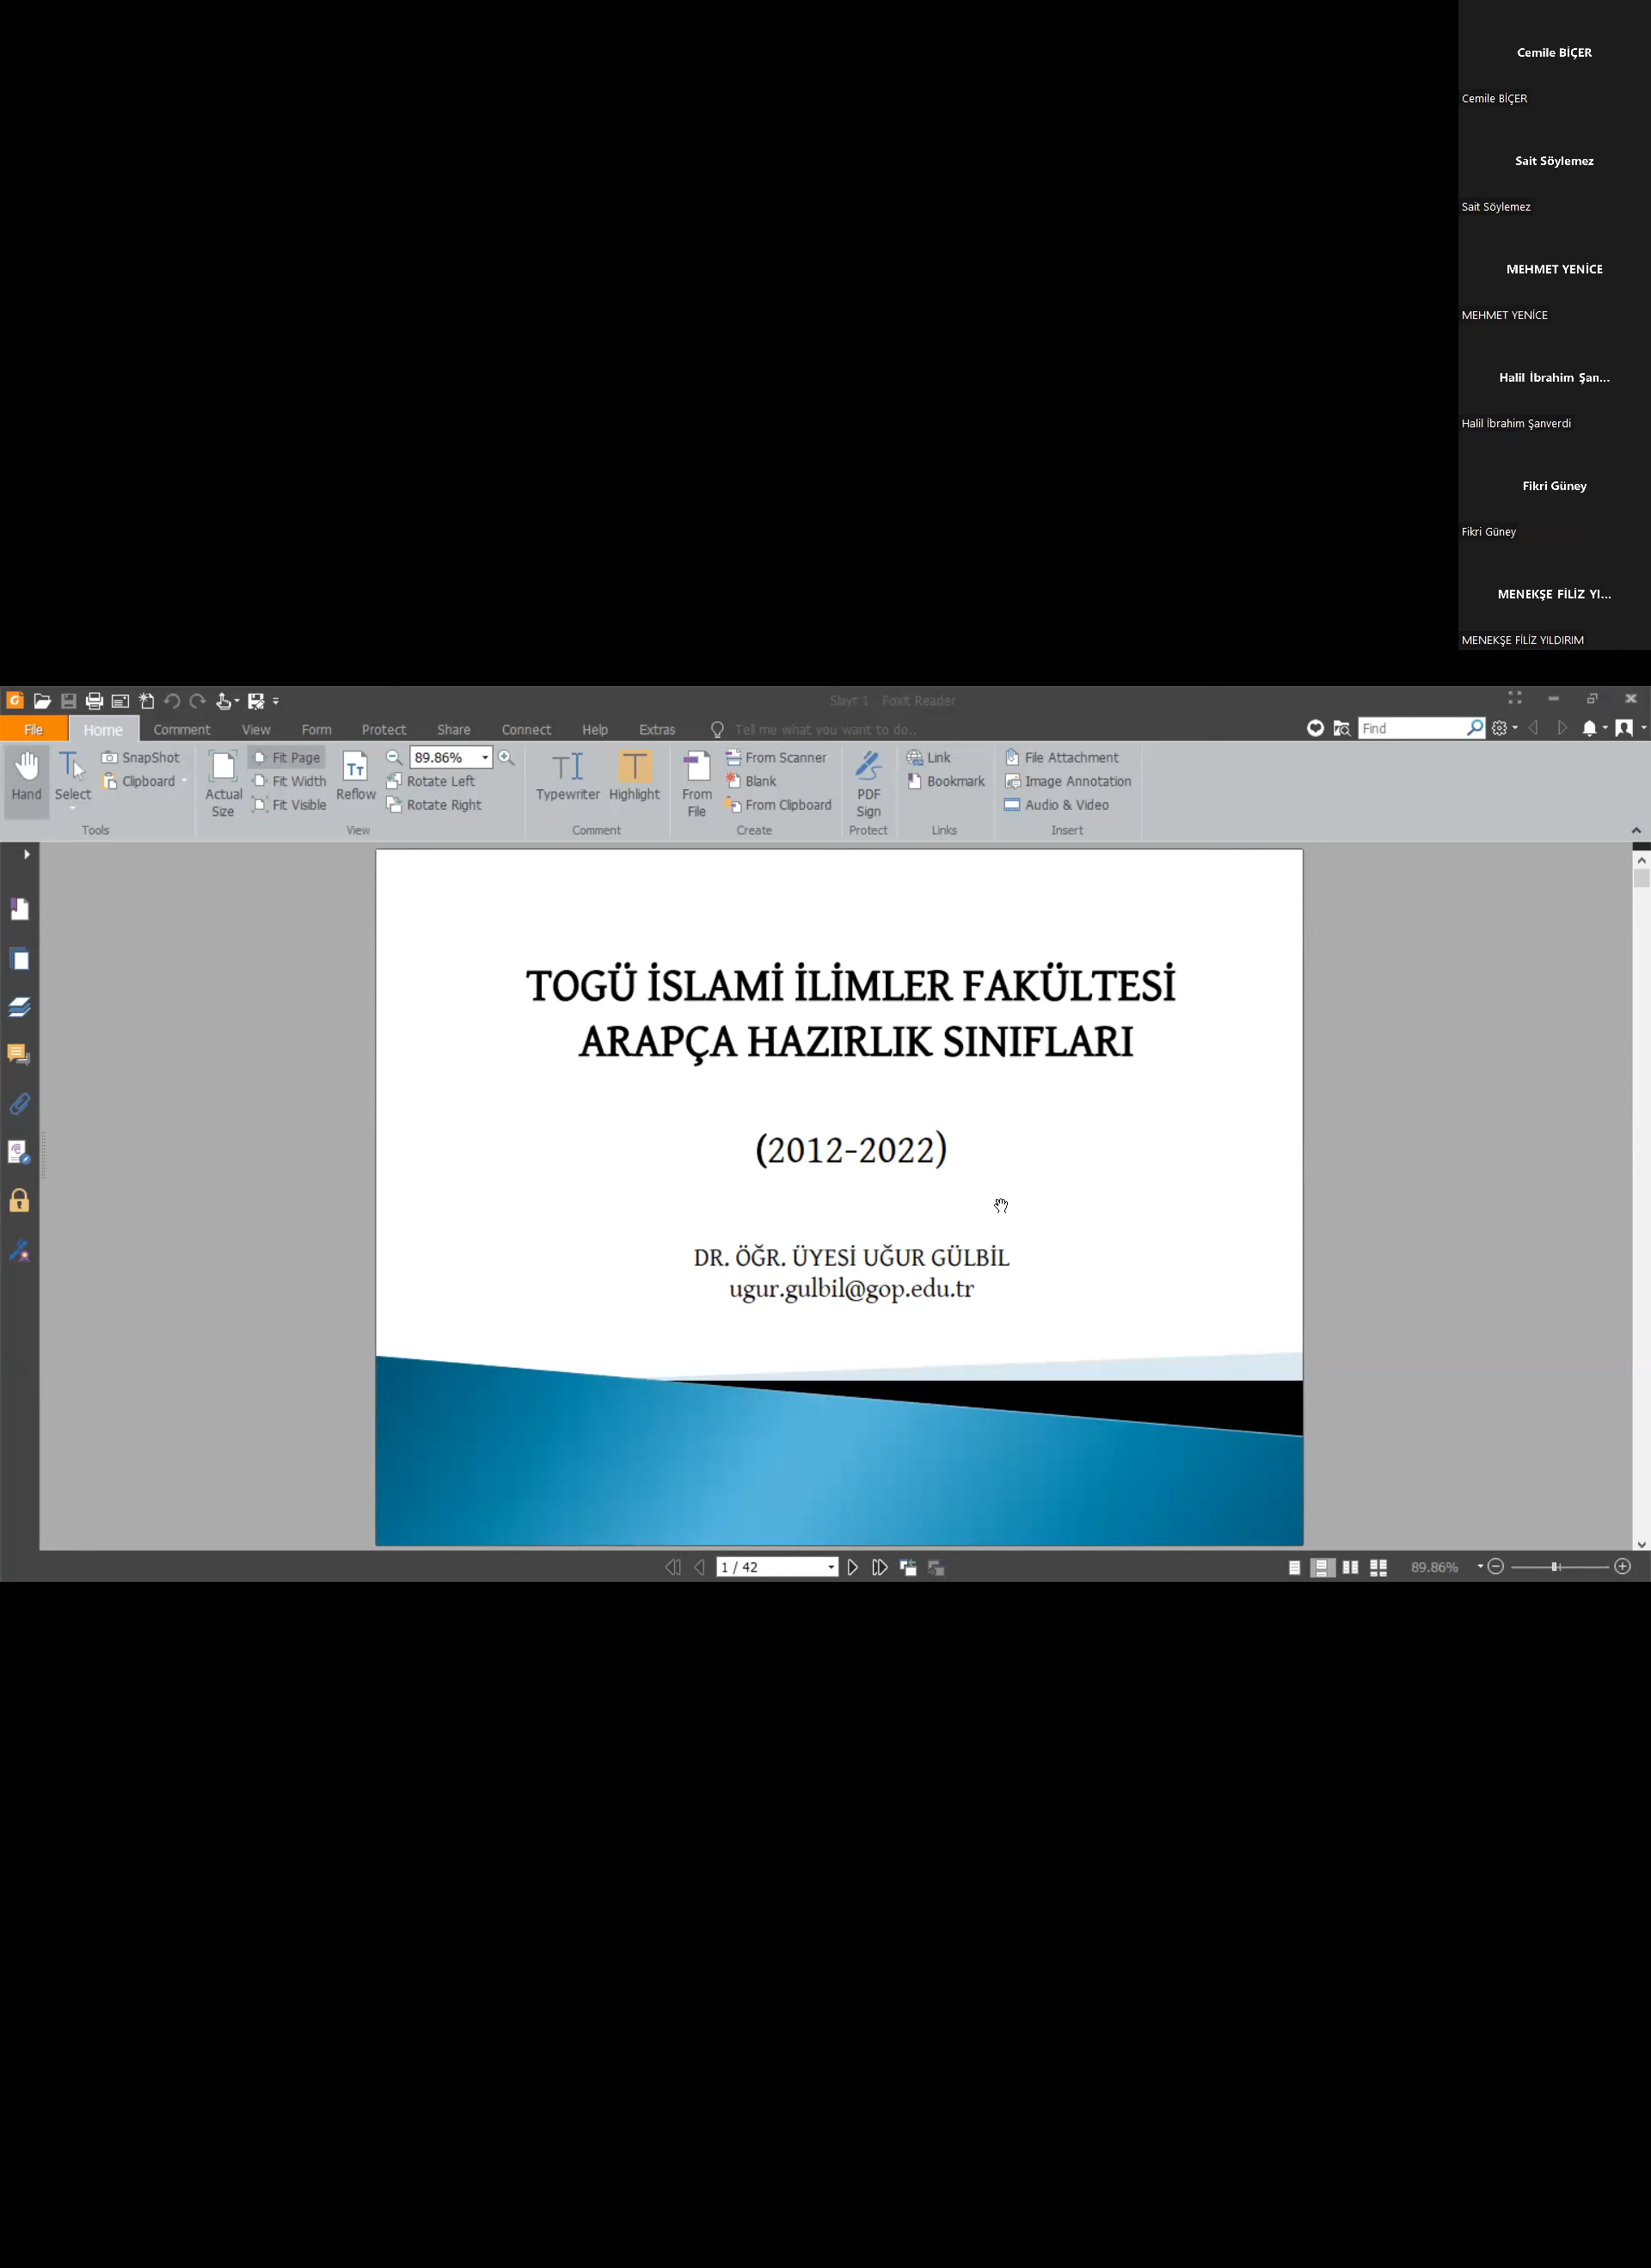 Cemile BİÇER
Cemile BİÇER
Sait Söylemez
Sait Söylemez
MEHMET YENİCE
MEHMET YENİCE
Halil İbrahim Şan...
Halil İbrahim Şanverdi
Fikri Güney
Fikri Güney
MENEKŞE FİLİZ YI...
MENEKŞE FİLİZ YILDIRIM
Slayt 1 - Foxit Reader
File Home Comment View Form Protect Share Connect Help Extras Tell me what you want to do.. Find
Hand
Select
SnapShot
Clipboard
Tools
Actual
Size
Fit Page
Fit Width
Fit Visible
Reflow
89.86%
Rotate Left
Rotate Right
View
Typewriter
Highlight
Comment
From
File
From Scanner
Blank
From Clipboard
Create
PDF
Sign
Protect
Link
Bookmark
Links
File Attachment
Image Annotation
Audio & Video
Insert
TOGÜ İSLAMİ İLİMLER FAKÜLTESİ
ARAPÇA HAZIRLIK SINIFLARI
(2012-2022)
DR. ÖĞR. ÜYESİ UĞUR GÜLBİL
ugur.gulbil@gop.edu.tr
1 / 42
89.86%